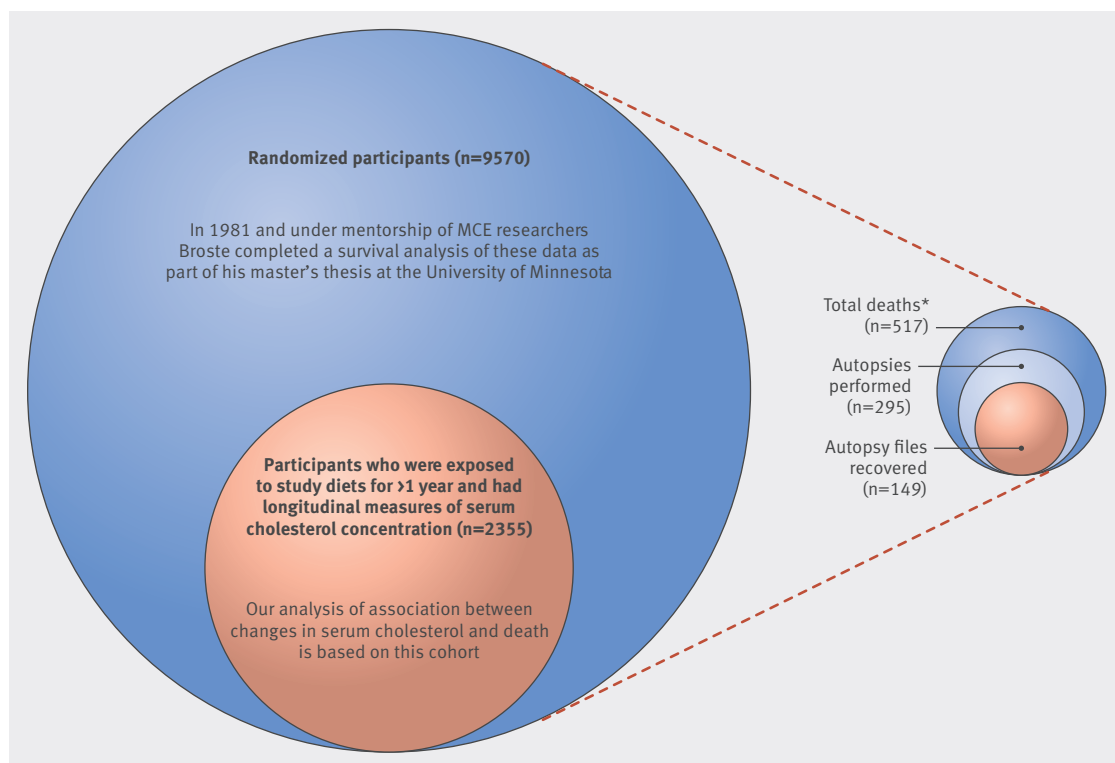 Randomized participants (n=9570)
In 1981 and under mentorship of MCE researchers
Broste completed a survival analysis of these data as
part of his master’s thesis at the University of Minnesota
Participants who were exposed
to study diets for >1 year and had
longitudinal measures of serum
cholesterol concentration (n=2355)
Our analysis of association between
changes in serum cholesterol and death
is based on this cohort
Total deaths*
(n=517)
Autopsies
performed
(n=295)
Autopsy files
recovered
(n=149)